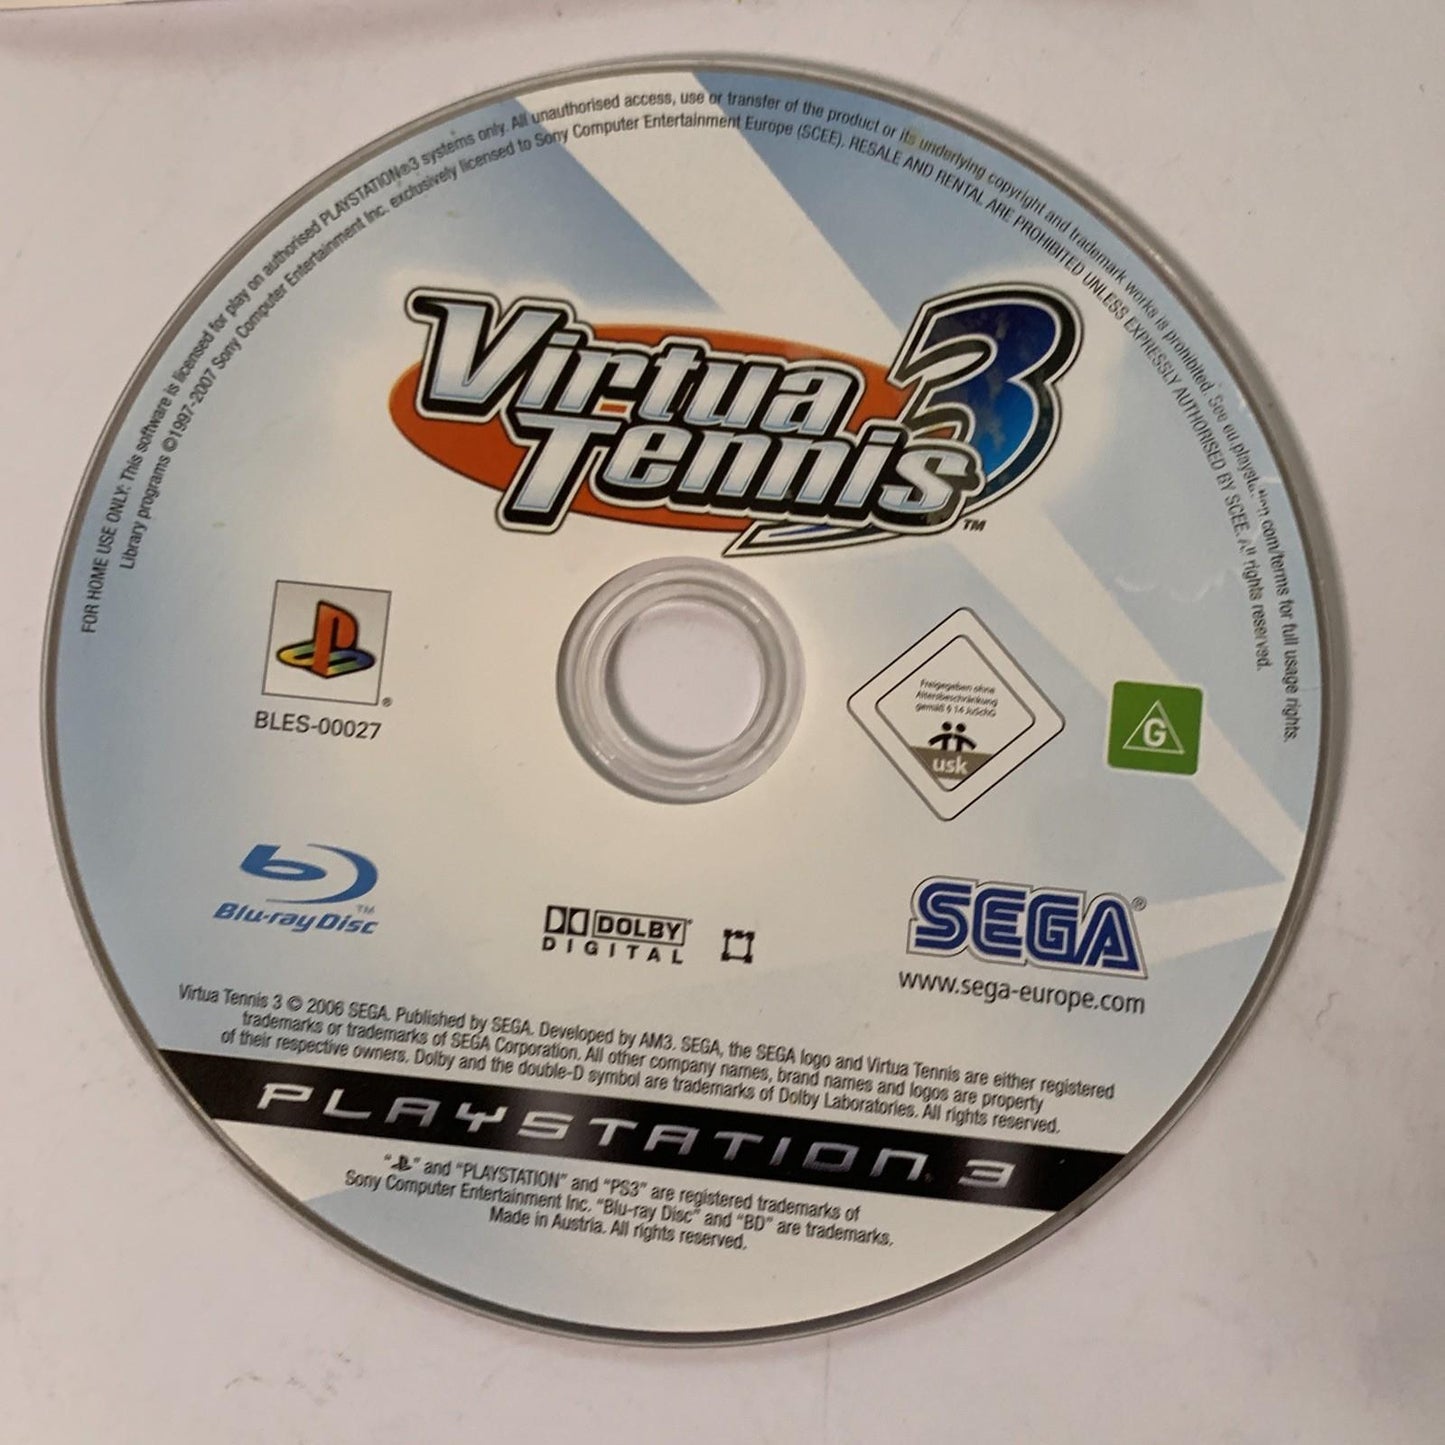 FOR HOME USE ONLY: This software is licensed for play on authorised PLAYSTATION®3 systems only. All unauthorised access, use or transfer of the product or its underlying copyright and trademark works is prohibited. See eu.playstation.com/terms for full usage rights.
Library programs ©1997-2007 Sony Computer Entertainment Inc. exclusively licensed to Sony Computer Entertainment Europe (SCEE). RESALE AND RENTAL ARE PROHIBITED UNLESS EXPRESSLY AUTHORISED BY SCEE. All rights reserved.
Virtua
Tennis 3
™
®
BLES-00027
Freigegeben ohne
Altersbeschränkung
gemäß § 14 JuSchG
usk
G
Blu-ray Disc™
DOLBY®
DIGITAL
SEGA®
www.sega-europe.com
Virtua Tennis 3 © 2006 SEGA. Published by SEGA. Developed by AM3. SEGA, the SEGA logo and Virtua Tennis are either registered
trademarks or trademarks of SEGA Corporation. All other company names, brand names and logos are property
of their respective owners. Dolby and the double-D symbol are trademarks of Dolby Laboratories. All rights reserved.
PLAYSTATION®3
" " and "PLAYSTATION" and "PS3" are registered trademarks of
Sony Computer Entertainment Inc. "Blu-ray Disc" and "BD" are trademarks.
Made in Austria. All rights reserved.